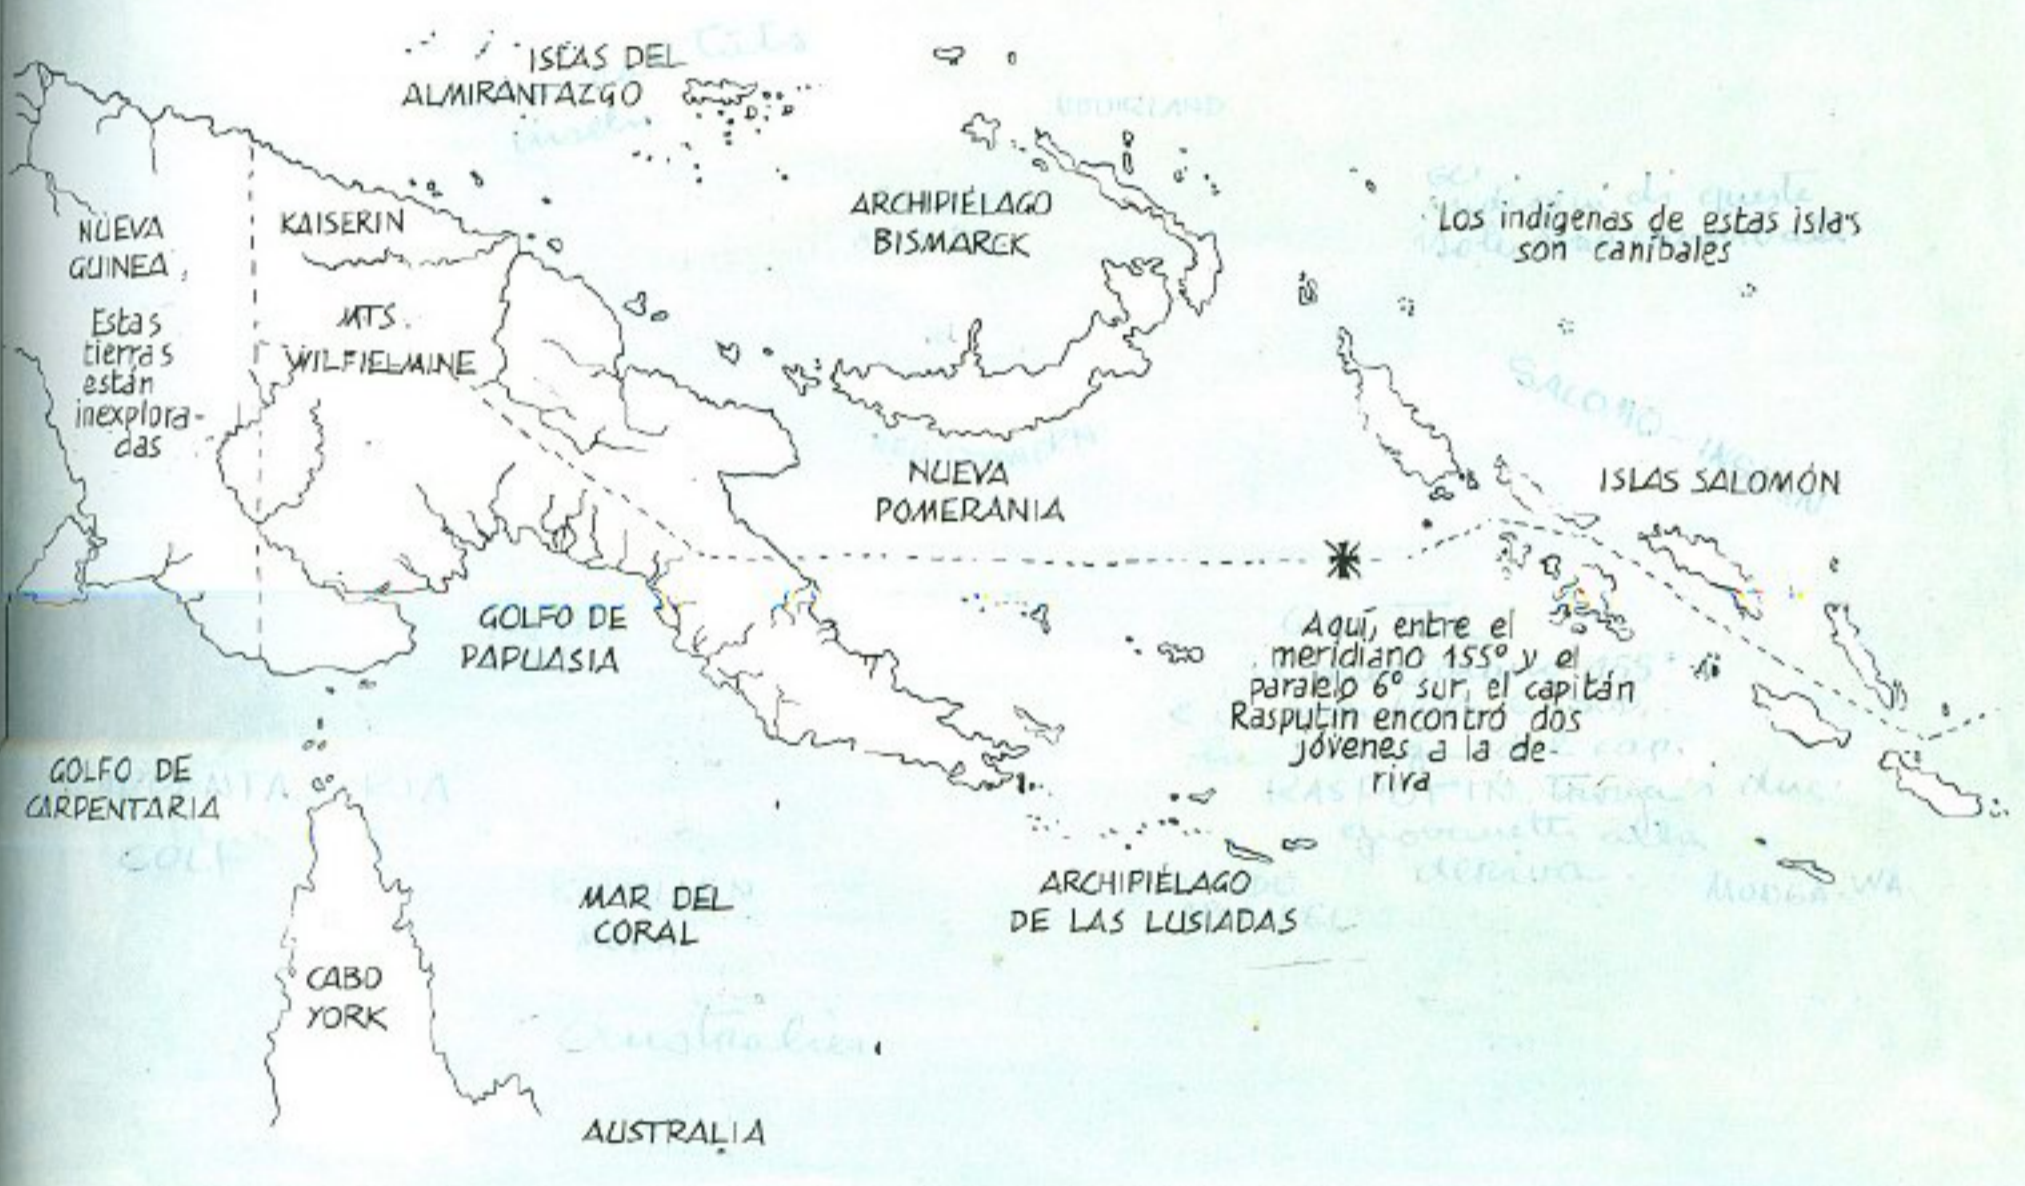 ISLAS DEL
ALMIRANTAZGO
NUEVA
GUINEA
Estas
tierras
están
inexplora-
das
KAISERIN
MTS.
WILFIELMINE
ARCHIPIÉLAGO
BISMARCK
Los indígenas de estas islas
son caníbales
NUEVA
POMERANIA
ISLAS SALOMÓN
GOLFO DE
PAPUASIA
Aquí, entre el
meridiano 155º y el
paralelo 6º sur, el capitán
Rasputín encontró dos
jóvenes a la de-
riva
GOLFO DE
CARPENTARIA
MAR DEL
CORAL
ARCHIPIÉLAGO
DE LAS LUSIADAS
CABO
YORK
AUSTRALIA
Australien